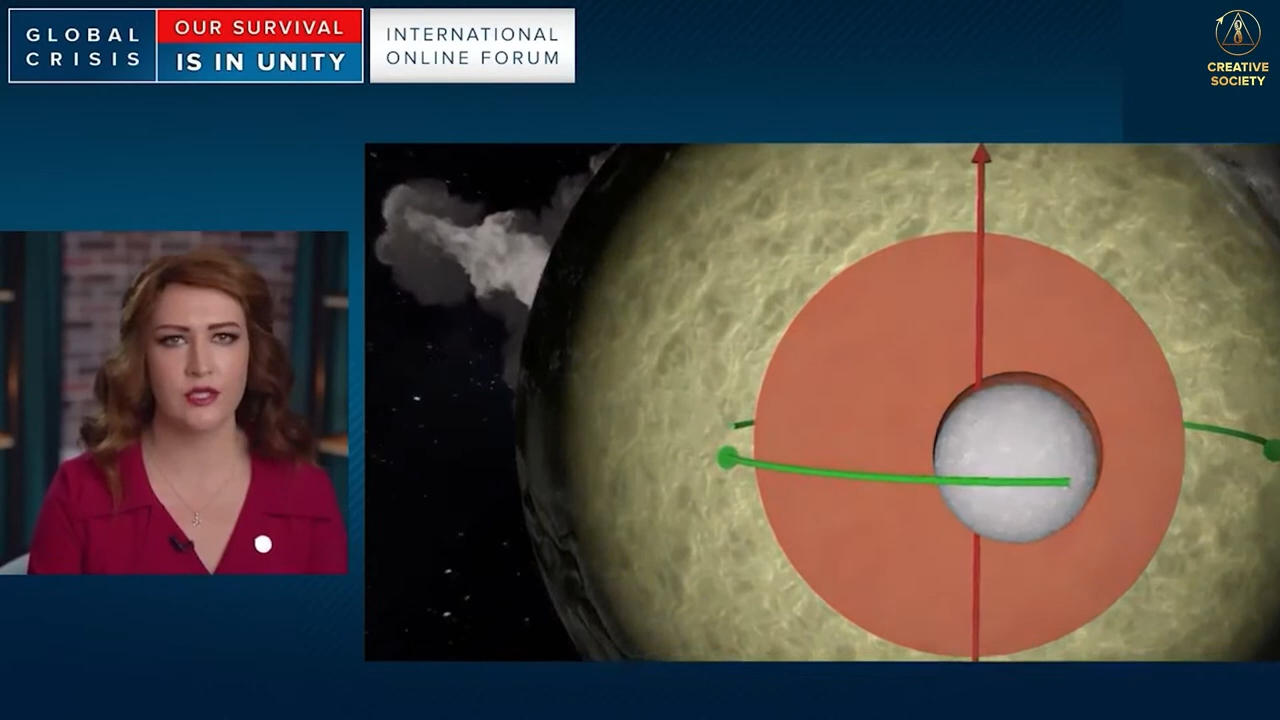 GLOBAL
CRISIS
OUR SURVIVAL
IS IN UNITY
INTERNATIONAL
ONLINE FORUM
CREATIVE
SOCIETY